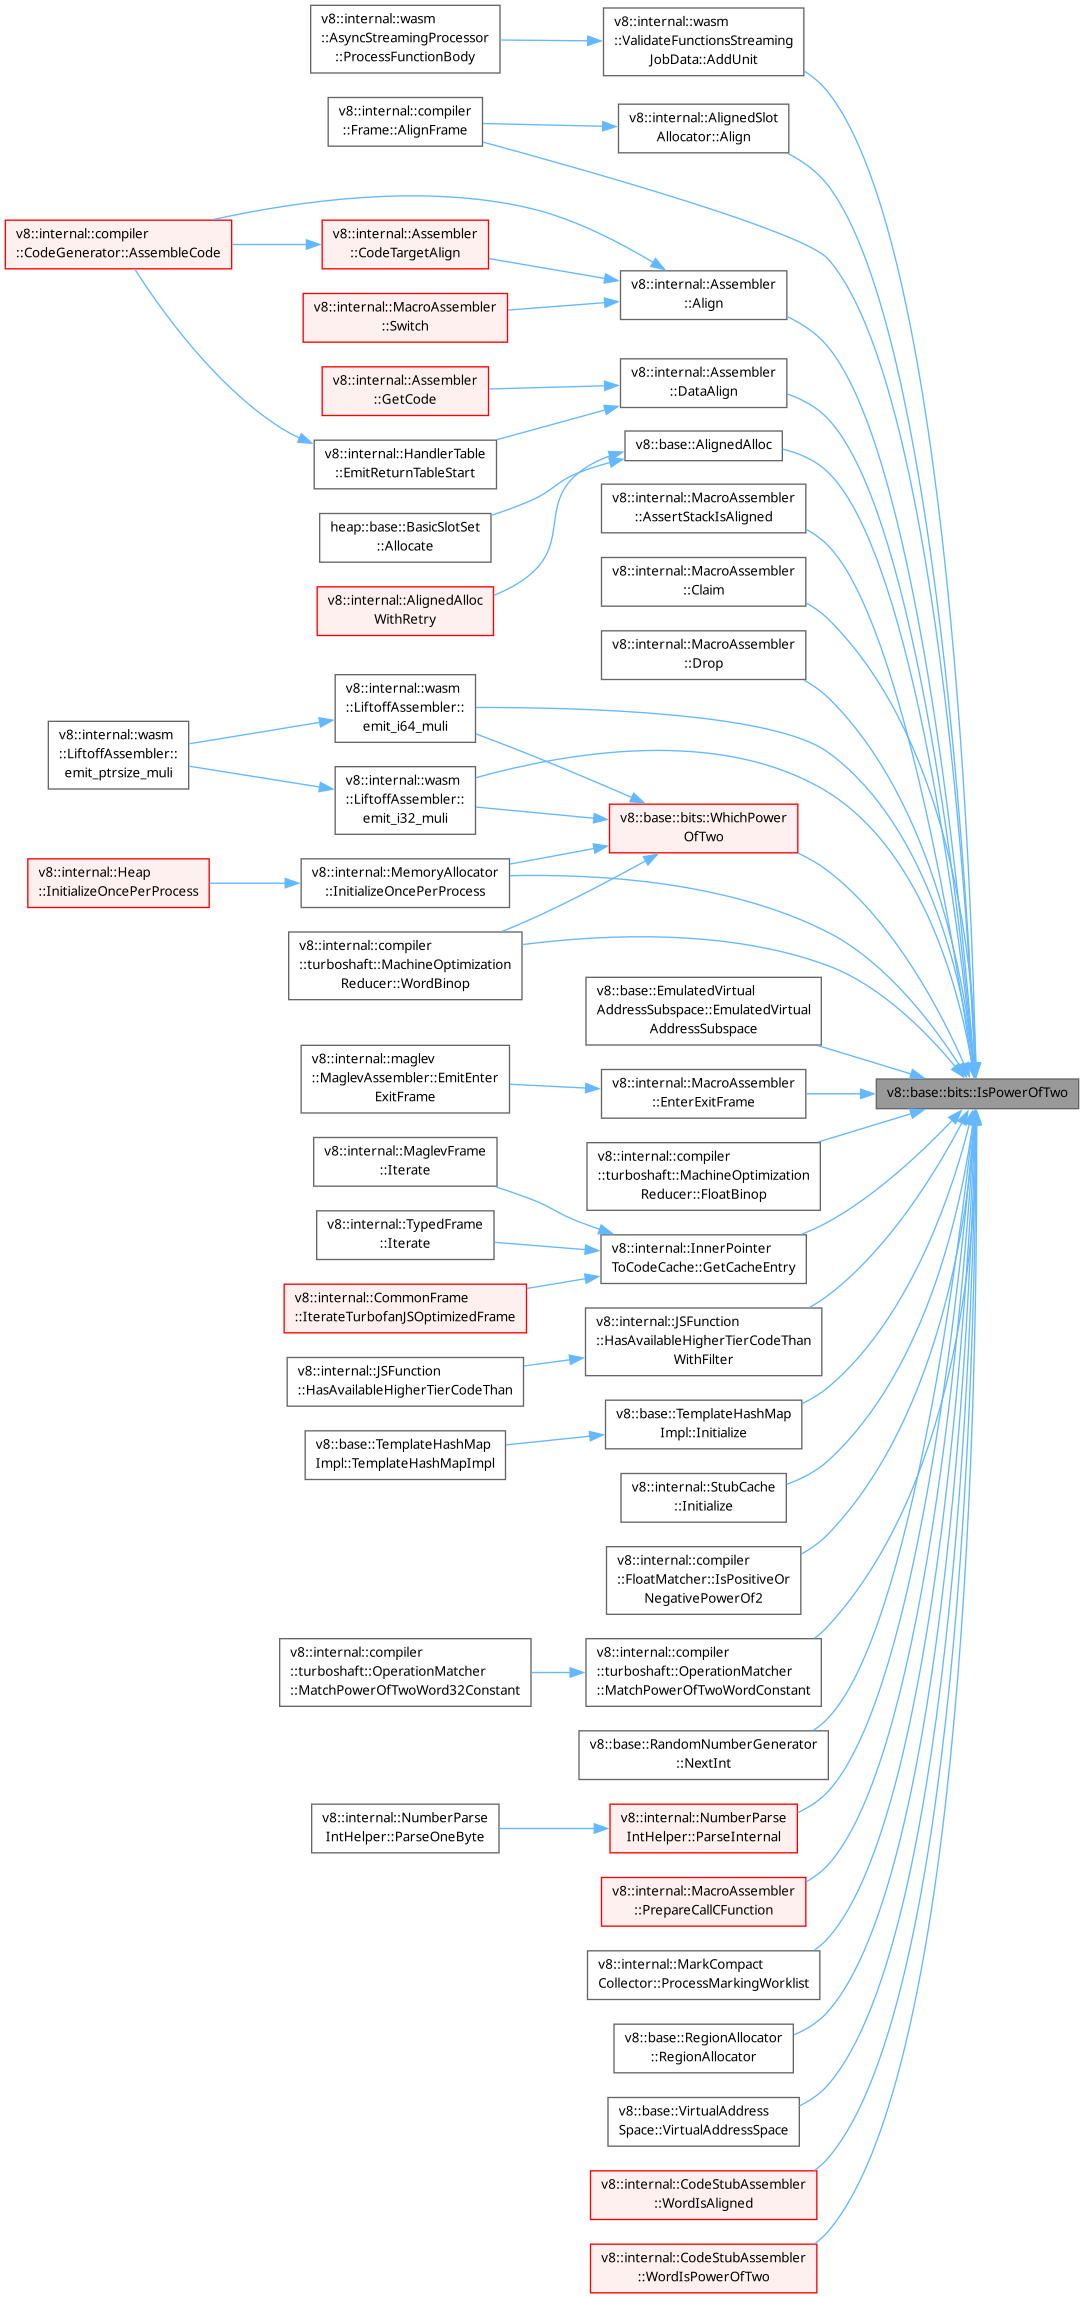 v8::internal::wasm
::AsyncStreamingProcessor
::ProcessFunctionBody
v8::internal::wasm
::ValidateFunctionsStreaming
JobData::AddUnit
v8::internal::compiler
::Frame::AlignFrame
v8::internal::AlignedSlot
Allocator::Align
v8::internal::compiler
::CodeGenerator::AssembleCode
v8::internal::Assembler
::CodeTargetAlign
v8::internal::Assembler
::Align
v8::internal::MacroAssembler
::Switch
v8::internal::Assembler
::GetCode
v8::internal::Assembler
::DataAlign
v8::internal::HandlerTable
::EmitReturnTableStart
v8::base::AlignedAlloc
heap::base::BasicSlotSet
::Allocate
v8::internal::MacroAssembler
::AssertStackIsAligned
v8::internal::AlignedAlloc
WithRetry
v8::internal::MacroAssembler
::Claim
v8::internal::MacroAssembler
::Drop
v8::internal::wasm
::LiftoffAssembler::
emit_i64_muli
v8::internal::wasm
::LiftoffAssembler::
emit_ptrsize_muli
v8::internal::wasm
::LiftoffAssembler::
emit_i32_muli
v8::base::bits::WhichPower
OfTwo
v8::internal::Heap
::InitializeOncePerProcess
v8::internal::MemoryAllocator
::InitializeOncePerProcess
v8::internal::compiler
::turboshaft::MachineOptimization
Reducer::WordBinop
v8::base::EmulatedVirtual
AddressSubspace::EmulatedVirtual
AddressSubspace
v8::internal::maglev
::MaglevAssembler::EmitEnter
ExitFrame
v8::internal::MacroAssembler
::EnterExitFrame
v8::base::bits::IsPowerOfTwo
v8::internal::MaglevFrame
::Iterate
v8::internal::compiler
::turboshaft::MachineOptimization
Reducer::FloatBinop
v8::internal::TypedFrame
::Iterate
v8::internal::InnerPointer
ToCodeCache::GetCacheEntry
v8::internal::CommonFrame
::IterateTurbofanJSOptimizedFrame
v8::internal::JSFunction
::HasAvailableHigherTierCodeThan
WithFilter
v8::internal::JSFunction
::HasAvailableHigherTierCodeThan
v8::base::TemplateHashMap
Impl::Initialize
v8::base::TemplateHashMap
Impl::TemplateHashMapImpl
v8::internal::StubCache
::Initialize
v8::internal::compiler
::FloatMatcher::IsPositiveOr
NegativePowerOf2
v8::internal::compiler
::turboshaft::OperationMatcher
::MatchPowerOfTwoWord32Constant
v8::internal::compiler
::turboshaft::OperationMatcher
::MatchPowerOfTwoWordConstant
v8::base::RandomNumberGenerator
::NextInt
v8::internal::NumberParse
IntHelper::ParseOneByte
v8::internal::NumberParse
IntHelper::ParseInternal
v8::internal::MacroAssembler
::PrepareCallCFunction
v8::internal::MarkCompact
Collector::ProcessMarkingWorklist
v8::base::RegionAllocator
::RegionAllocator
v8::base::VirtualAddress
Space::VirtualAddressSpace
v8::internal::CodeStubAssembler
::WordIsAligned
v8::internal::CodeStubAssembler
::WordIsPowerOfTwo